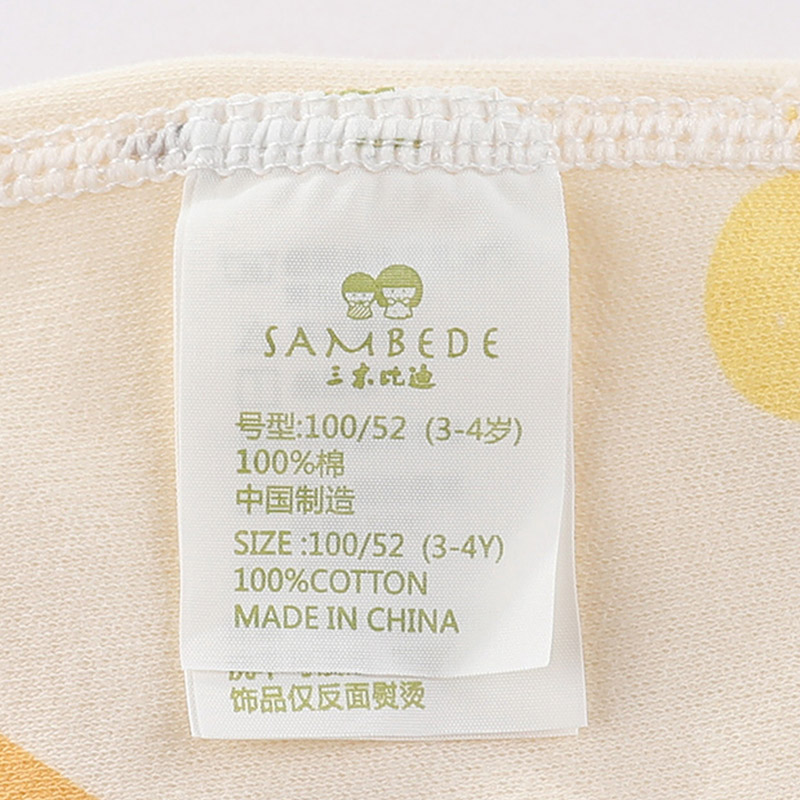 SAMBEDE
三木比迪
号型:100/52 (3-4岁)
100%棉
中国制造
SIZE :100/52 (3-4Y)
100%COTTON
MADE IN CHINA
饰品仅反面熨烫